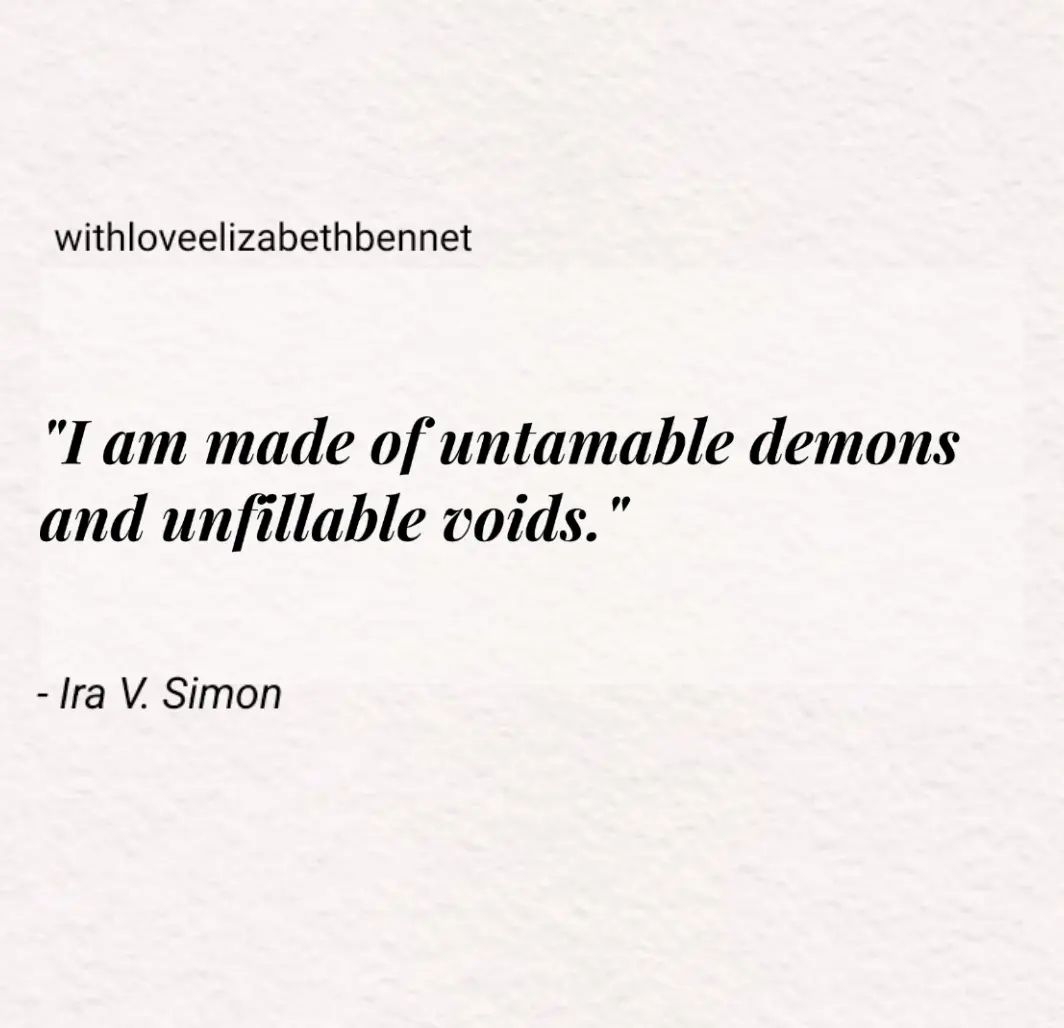 withloveelizabethbennet
"I am made of untamable demons
and unfillable voids."
- Ira V. Simon